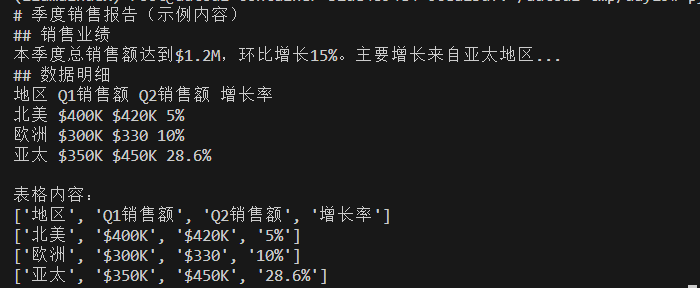 # 季度销售报告（示例内容）
## 销售业绩
本季度总销售额达到$1.2M，环比增长15%。主要增长来自亚太地区...
## 数据明细
地区 Q1销售额 Q2销售额 增长率
北美 $400K $420K 5%
欧洲 $300K $330 10%
亚太 $350K $450K 28.6%
表格内容：
['地区', 'Q1销售额', 'Q2销售额', '增长率']
['北美', '$400K', '$420K', '5%']
['欧洲', '$300K', '$330', '10%']
['亚太', '$350K', '$450K', '28.6%']